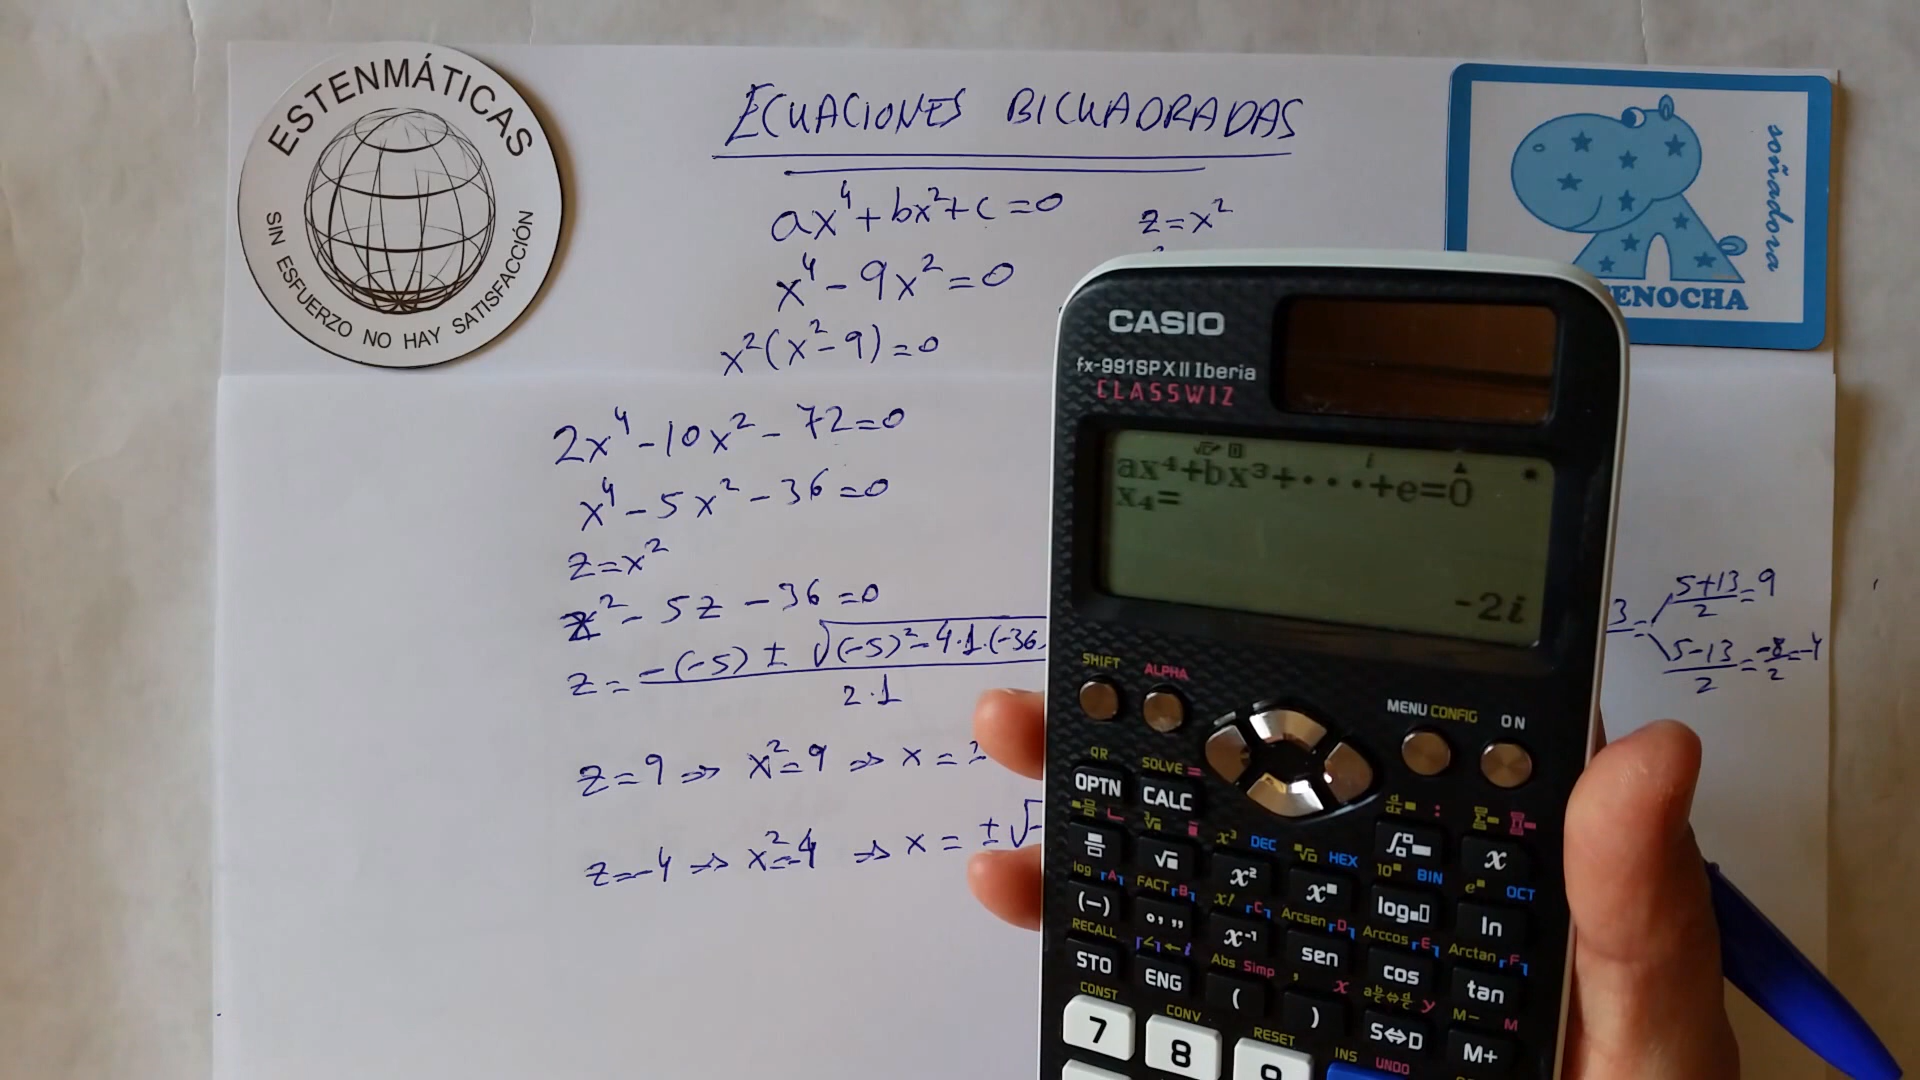 ESTENMÁTICAS
SIN ESFUERZO NO HAY SATISFACCIÓN
ECUACIONES BICUADRADAS
ax⁴+bx²+c=0
z=x²
x⁴-9x²=0
x²(x²-9)=0
2x⁴-10x²-72=0
x⁴-5x²-36=0
z=x²
z²-5z-36=0
z=-(-5)±√(-5)²-4·1·(-36
2·1
3=
5+13/2=9
5-13/2=-8/2=-4
z=9⇒x²=9⇒x=
z=-4⇒x²=-4⇒x=±√-
soñadora
ENOCHA
CASIO
fx-991SPXII Iberia
CLASSWIZ
ax⁴+bx³+···+e=0
x₄=
-2i
SHIFT ALPHA MENU CONFIG ON
QR SOLVE =
OPTN CALC
x³ DEC HEX 10■ BIN e■ OCT
√■ x² x■ log■□ ln x
log A FACT B x! C Arcsen D Arccos E Arctan F
(-) °,,, x⁻¹ sen cos tan
RECALL ∠ ← i Abs Simp , x y M- M
STO ENG ( ) S⇔D M+
CONST CONV RESET INS UNDO
7 8 9